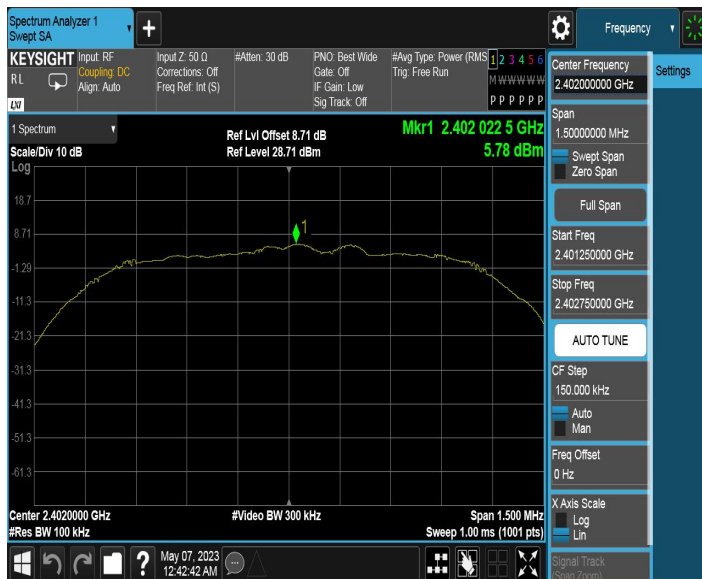 Spectrum Analyzer 1
Swept SA
+
Frequency
KEYSIGHT
RL
LXI
Input: RF
Coupling: DC
Align: Auto
Input Z: 50 Ω
Corrections: Off
Freq Ref: Int (S)
#Atten: 30 dB
PNO: Best Wide
Gate: Off
IF Gain: Low
Sig Track: Off
#Avg Type: Power (RMS
Trig: Free Run
1 2 3 4 5 6
M W W W W W
P P P P P P
1 Spectrum
Scale/Div 10 dB
Log
Ref Lvl Offset 8.71 dB
Ref Level 28.71 dBm
Mkr1 2.402 022 5 GHz
5.78 dBm
1
18.7
8.71
-1.29
-11.3
-21.3
-31.3
-41.3
-51.3
-61.3
Center 2.4020000 GHz
#Res BW 100 kHz
#Video BW 300 kHz
Span 1.500 MHz
Sweep 1.00 ms (1001 pts)
?
May 07, 2023
12:42:42 AM
Center Frequency
2.402000000 GHz
Settings
Span
1.50000000 MHz
Swept Span
Zero Span
Full Span
Start Freq
2.401250000 GHz
Stop Freq
2.402750000 GHz
AUTO TUNE
CF Step
150.000 kHz
Auto
Man
Freq Offset
0 Hz
X Axis Scale
Log
Lin
Signal Track
(Span Zoom)